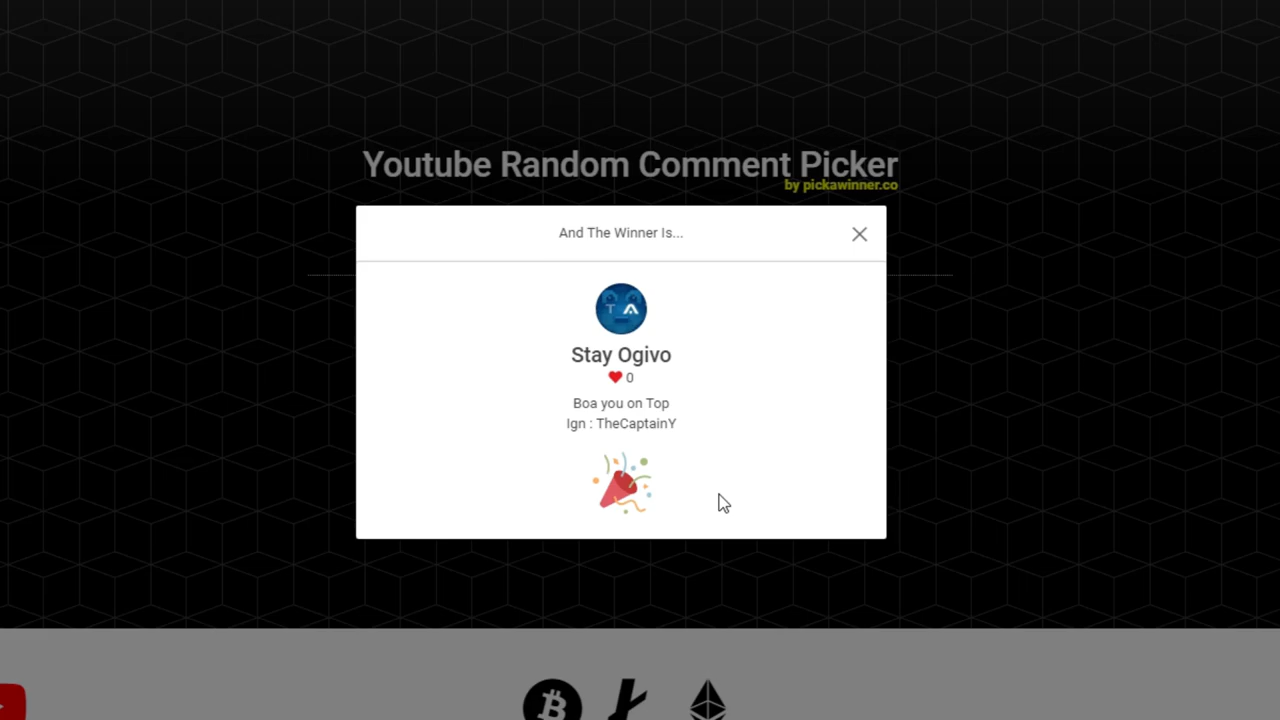 Youtube Random Comment Picker
by pickawinner.co
And The Winner Is...
T A
Stay Ogivo
0
Boa you on Top
Ign : TheCaptainY